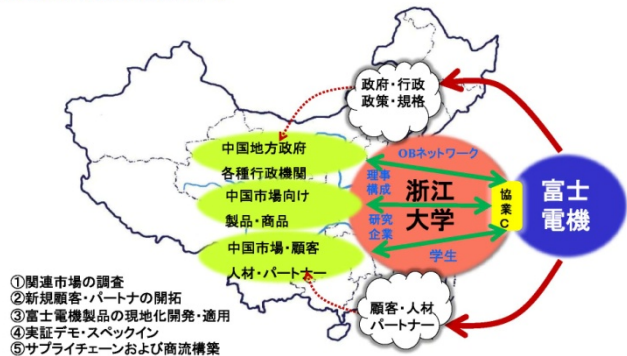 政府・行政
政策・規格
中国地方政府
各種行政機関
OBネットワーク
理事
構成
浙江
大学
協業C
富士
電機
中国市場向け
製品・商品
研究
企業
中国市場・顧客
人材・パートナー
学生
顧客・人材
パートナー
①関連市場の調査
②新規顧客・パートナの開拓
③富士電機製品の現地化開発・適用
④実証デモ・スペックイン
⑤サプライチェーンおよび商流構築